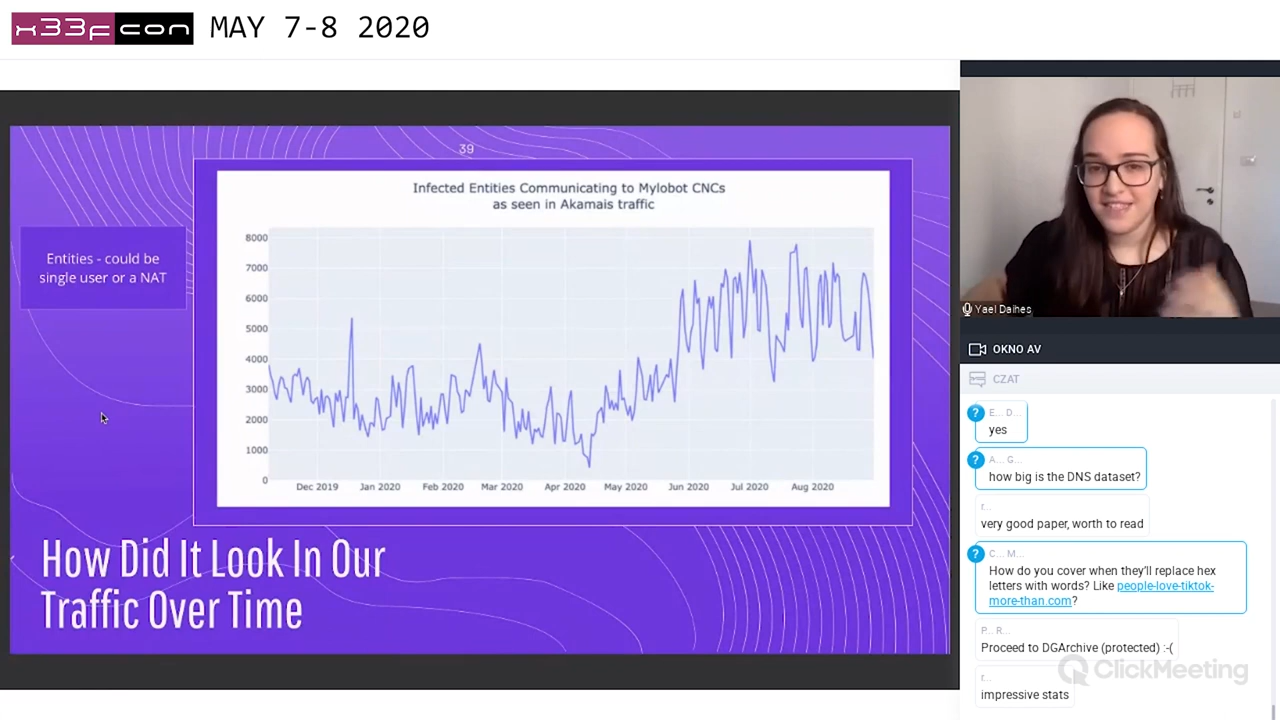 x33fcon MAY 7-8 2020
39
Infected Entities Communicating to Mylobot CNCs
as seen in Akamais traffic
Entities - could be
single user or a NAT
8000
7000
6000
5000
4000
3000
2000
1000
0
Dec 2019 Jan 2020 Feb 2020 Mar 2020 Apr 2020 May 2020 Jun 2020 Jul 2020 Aug 2020
How Did It Look In Our
Traffic Over Time
Yael Daihes
OKNO AV
CZAT
? E... D...
yes
? A... G...
how big is the DNS dataset?
r...
very good paper, worth to read
? C... M...
How do you cover when they'll replace hex
letters with words? Like people-love-tiktok-
more-than.com?
P... R...
Proceed to DGArchive (protected) :-(
ClickMeeting
r...
impressive stats